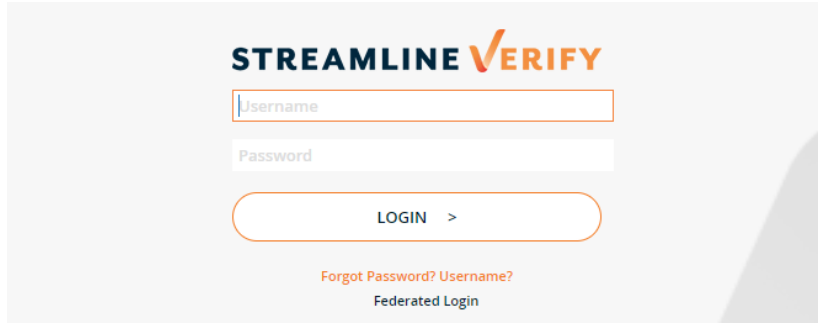 STREAMLINE VERIFY
Username
Password
LOGIN >
Forgot Password? Username?
Federated Login